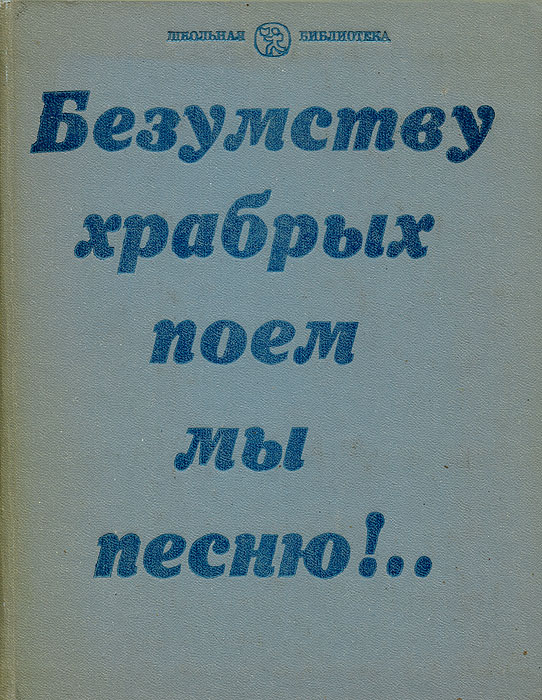 ШКОЛЬНАЯ БИБЛИОТЕКА
Безумству
храбрых
поем
мы
песню!..